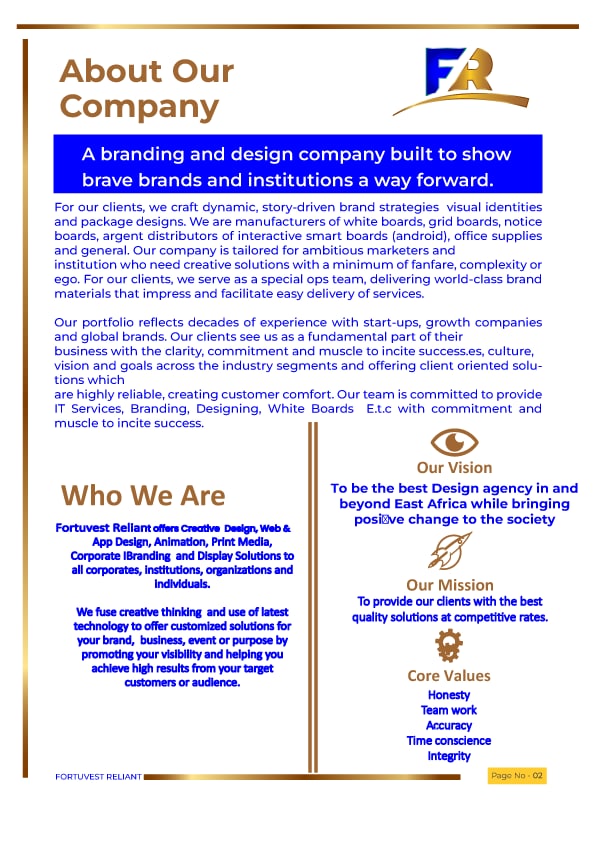 About Our
Company
FR
A branding and design company built to show
brave brands and institutions a way forward.
For our clients, we craft dynamic, story-driven brand strategies visual identities
and package designs. We are manufacturers of white boards, grid boards, notice
boards, argent distributors of interactive smart boards (android), office supplies
and general. Our company is tailored for ambitious marketers and
institution who need creative solutions with a minimum of fanfare, complexity or
ego. For our clients, we serve as a special ops team, delivering world-class brand
materials that impress and facilitate easy delivery of services.
Our portfolio reflects decades of experience with start-ups, growth companies
and global brands. Our clients see us as a fundamental part of their
business with the clarity, commitment and muscle to incite success.es, culture,
vision and goals across the industry segments and offering client oriented solu-
tions which
are highly reliable, creating customer comfort. Our team is committed to provide
IT Services, Branding, Designing, White Boards E.t.c with commitment and
muscle to incite success.
Who We Are
Fortuvest Reliant offers Creative Design, Web &
App Design, Animation, Print Media,
Corporate IBranding and Display Solutions to
all corporates, institutions, organizations and
individuals.
We fuse creative thinking and use of latest
technology to offer customized solutions for
your brand, business, event or purpose by
promoting your visibility and helping you
achieve high results from your target
customers or audience.
Our Vision
To be the best Design agency in and
beyond East Africa while bringing
posi▯ve change to the society
Our Mission
To provide our clients with the best
quality solutions at competitive rates.
Core Values
Honesty
Team work
Accuracy
Time conscience
Integrity
FORTUVEST RELIANT
Page No - 02